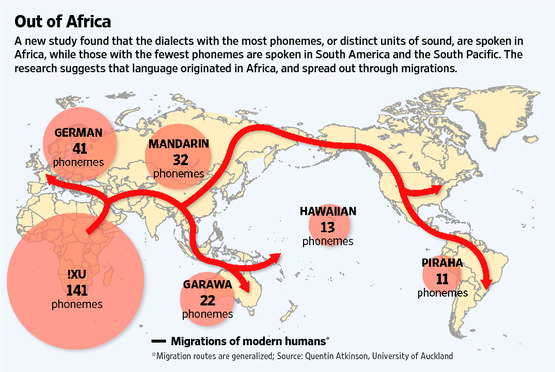 Out of Africa
A new study found that the dialects with the most phonemes, or distinct units of sound, are spoken in
Africa, while those with the fewest phonemes are spoken in South America and the South Pacific. The
research suggests that language originated in Africa, and spread out through migrations.
GERMAN
41
phonemes
MANDARIN
32
phonemes
HAWAIIAN
13
phonemes
!XU
141
phonemes
GARAWA
22
phonemes
PIRAHA
11
phonemes
Migrations of modern humans*
*Migration routes are generalized; Source: Quentin Atkinson, University of Auckland